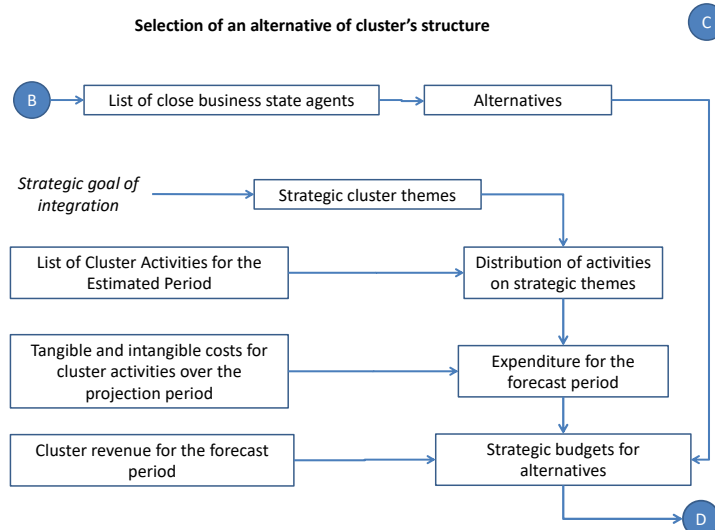 Selection of an alternative of cluster's structure
C
B
List of close business state agents
Alternatives
Strategic goal of
integration
Strategic cluster themes
List of Cluster Activities for the
Estimated Period
Distribution of activities
on strategic themes
Tangible and intangible costs for
cluster activities over the
projection period
Expenditure for the
forecast period
Cluster revenue for the forecast
period
Strategic budgets for
alternatives
D